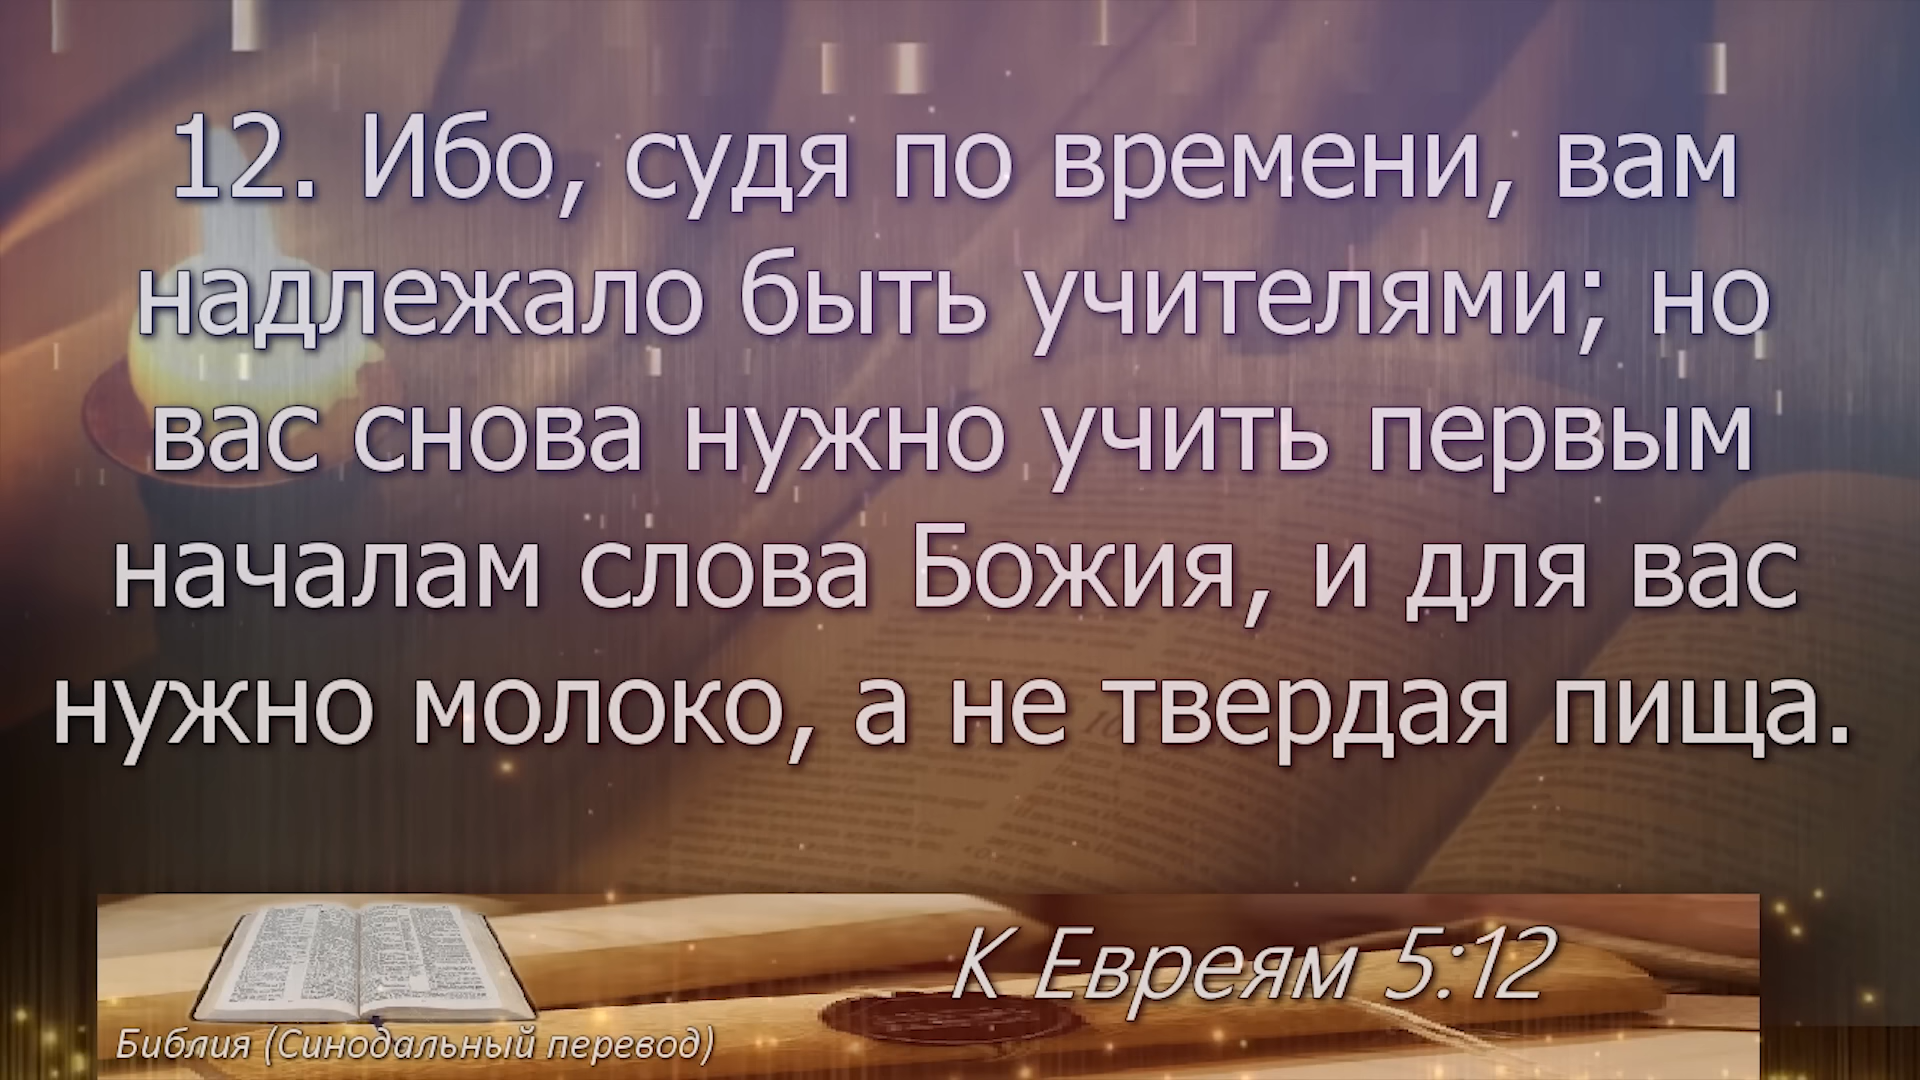 12. Ибо, судя по времени, вам
надлежало быть учителями; но
вас снова нужно учить первым
началам слова Божия, и для вас
нужно молоко, а не твердая пища.
К Евреям 5:12
Библия (Синодальный перевод)